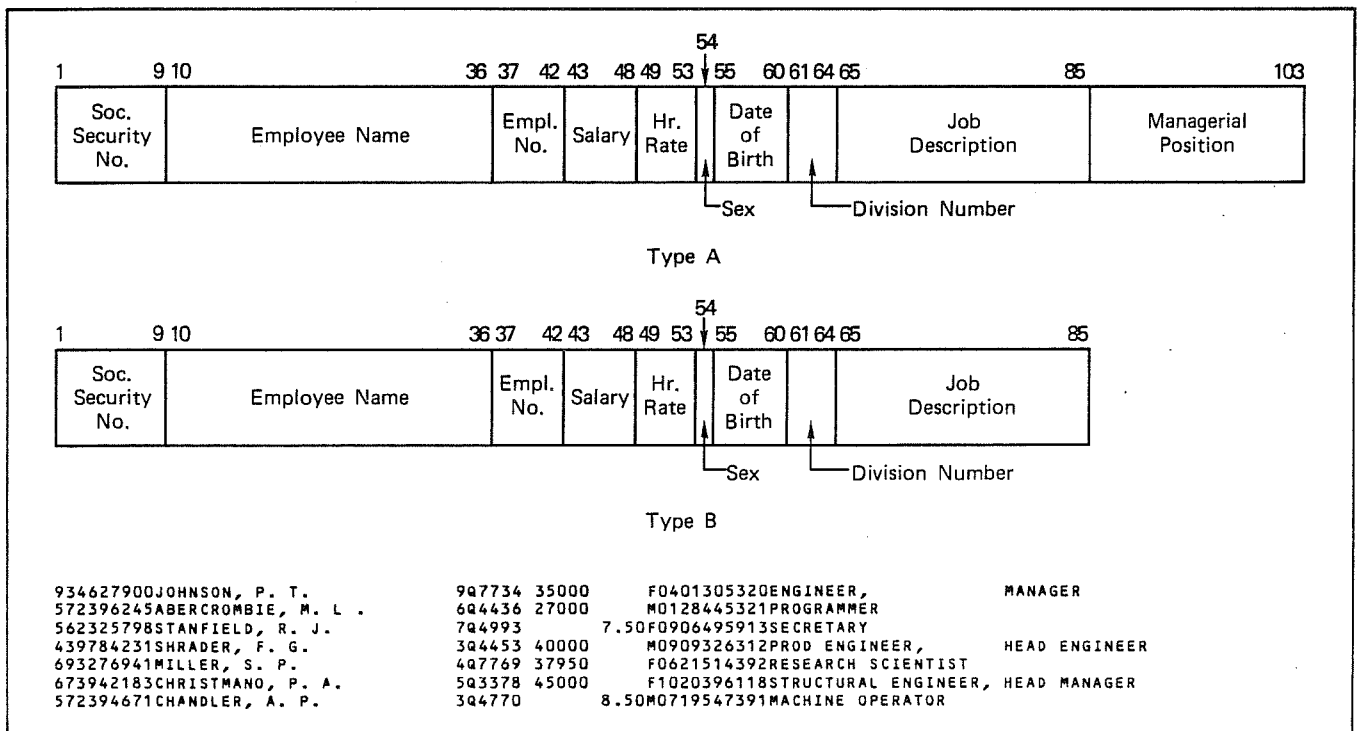 54
1 9 10 36 37 42 43 48 49 53 55 60 61 64 65 85 103
Soc. Security No.
Employee Name
Empl. No.
Salary
Hr. Rate
Date of Birth
Job Description
Managerial Position
Sex
Division Number
Type A
54
1 9 10 36 37 42 43 48 49 53 55 60 61 64 65 85
Soc. Security No.
Employee Name
Empl. No.
Salary
Hr. Rate
Date of Birth
Job Description
Sex
Division Number
Type B
934627900JOHNSON, P. T. 9Q7734 35000 F0401305320ENGINEER, MANAGER
572396245ABERCROMBIE, M. L . 6Q4436 27000 M0128445321PROGRAMMER
562325798STANFIELD, R. J. 7Q4993 7.50F0906495913SECRETARY
439784231SHRADER, F. G. 3Q4453 40000 M0909326312PROD ENGINEER, HEAD ENGINEER
693276941MILLER, S. P. 4Q7769 37950 F0621514392RESEARCH SCIENTIST
673942183CHRISTMANO, P. A. 5Q3378 45000 F1020396118STRUCTURAL ENGINEER, HEAD MANAGER
572394671CHANDLER, A. P. 3Q4770 8.50M0719547391MACHINE OPERATOR